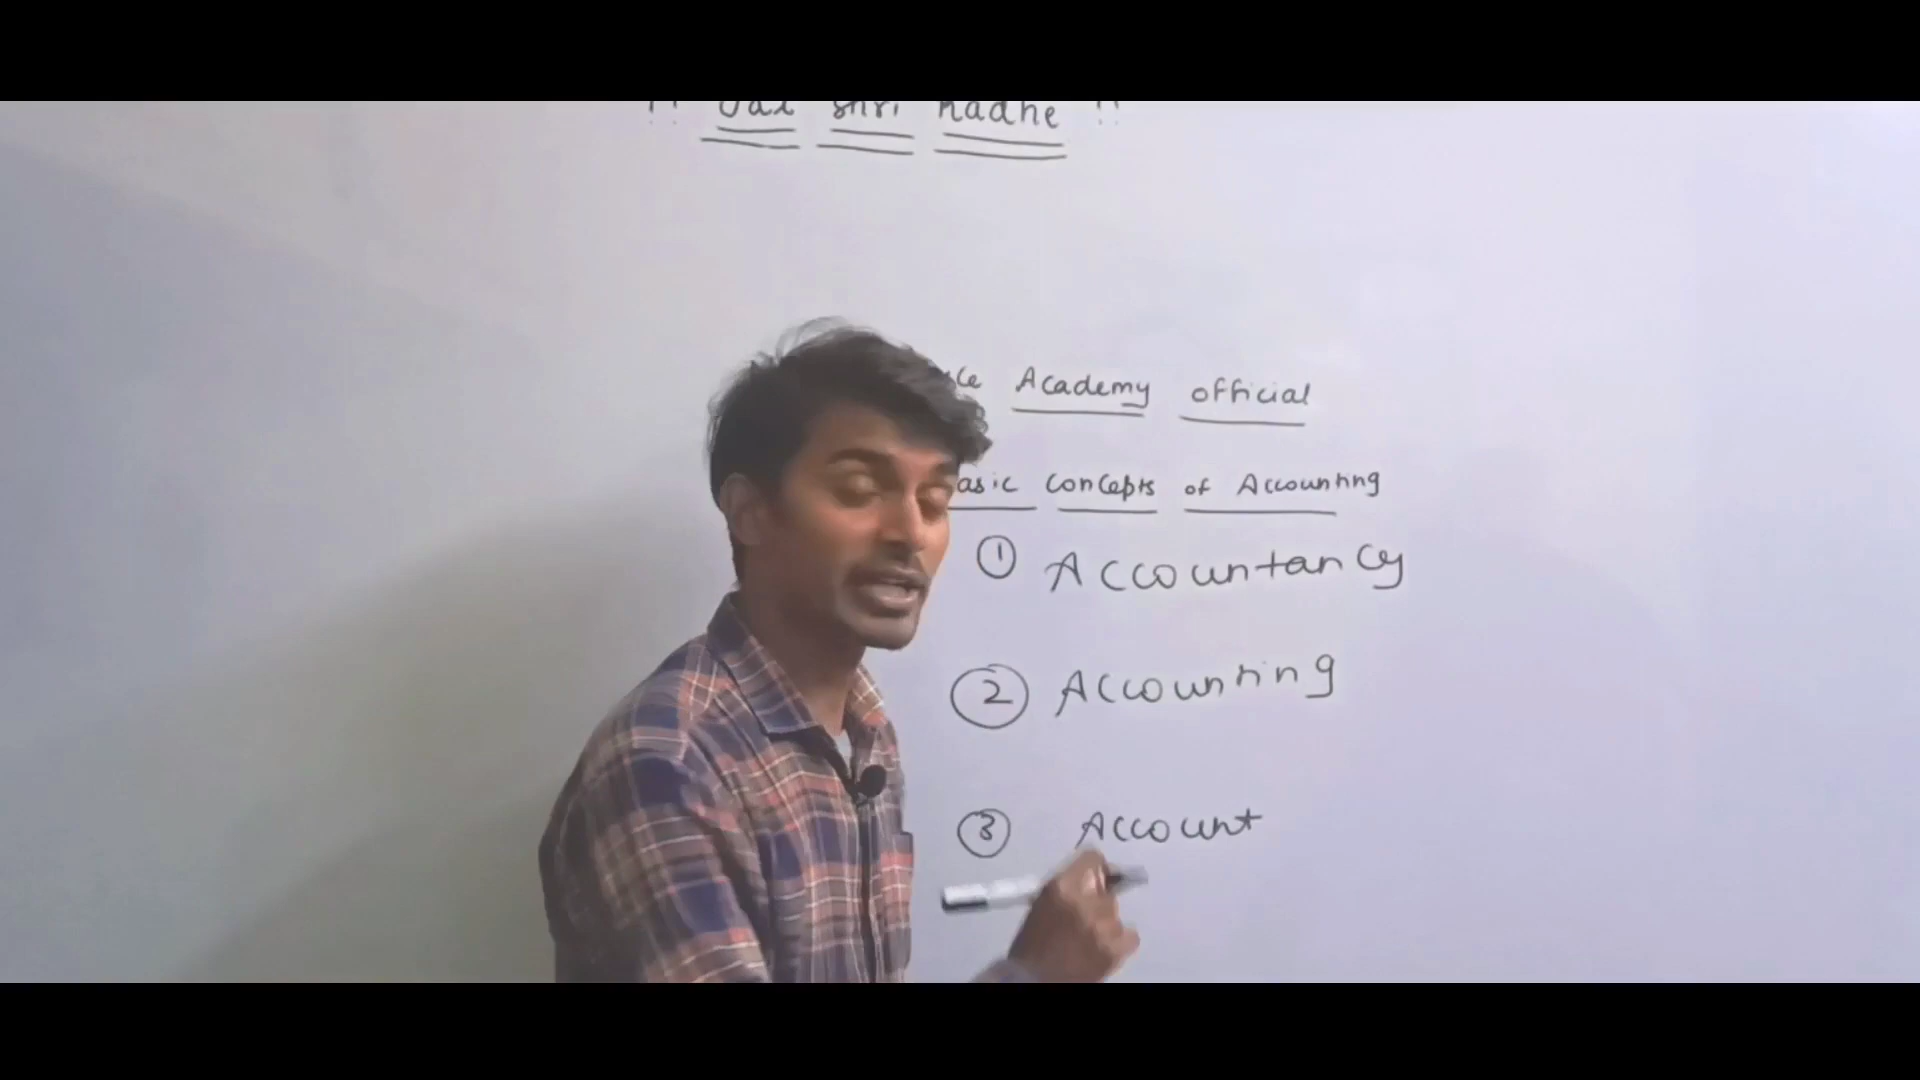 !! Jai shri Radhe !!
Academy official
Concepts of Accounting
① Accountancy
② Accounting
③ Account